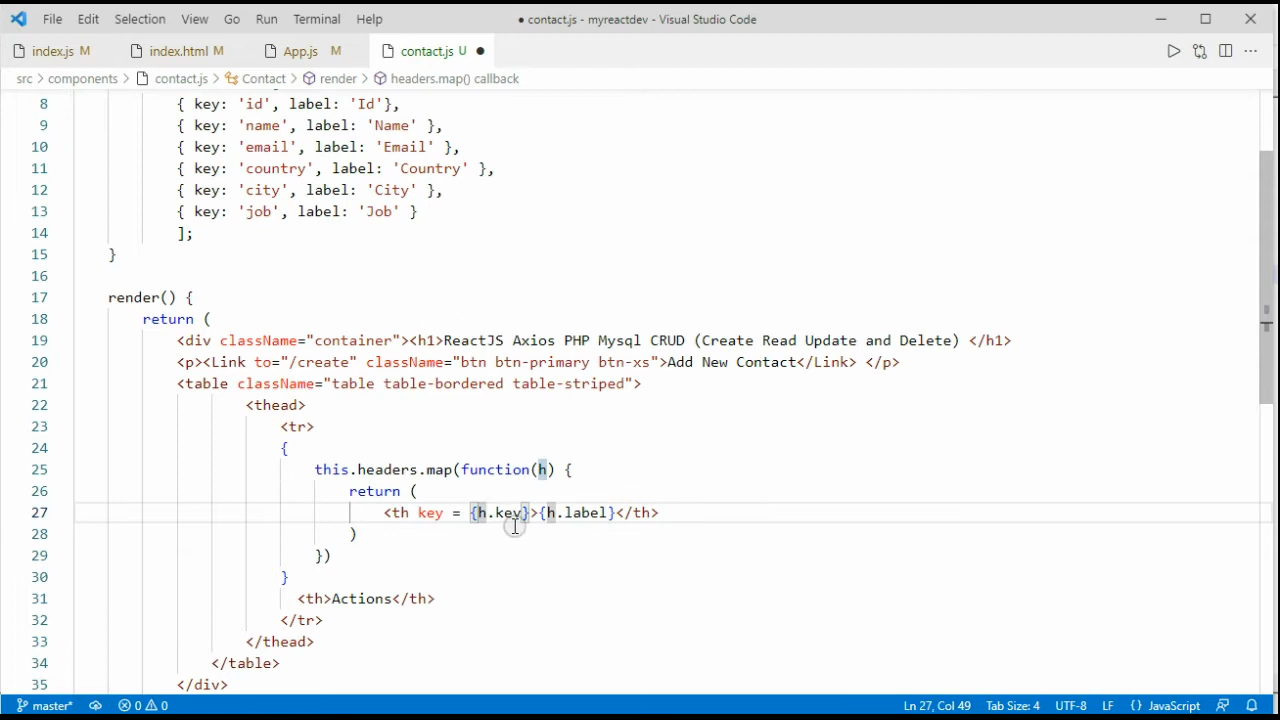 File Edit Selection View Go Run Terminal Help ● contact.js - myreactdev - Visual Studio Code
index.js M index.html M App.js M contact.js U ●
src > components > contact.js > Contact > render > headers.map() callback
8 { key: 'id', label: 'Id'},
9 { key: 'name', label: 'Name' },
10 { key: 'email', label: 'Email' },
11 { key: 'country', label: 'Country' },
12 { key: 'city', label: 'City' },
13 { key: 'job', label: 'Job' }
14 ];
15 }
16
17 render() {
18 return (
19 <div className="container"><h1>ReactJS Axios PHP Mysql CRUD (Create Read Update and Delete) </h1>
20 <p><Link to="/create" className="btn btn-primary btn-xs">Add New Contact</Link> </p>
21 <table className="table table-bordered table-striped">
22 <thead>
23 <tr>
24 {
25 this.headers.map(function(h) {
26 return (
27 <th key = {h.key}>{h.label}</th>
28 )
29 })
30 }
31 <th>Actions</th>
32 </tr>
33 </thead>
34 </table>
35 </div>
master* 0 0 Ln 27, Col 49 Tab Size: 4 UTF-8 LF {} JavaScript